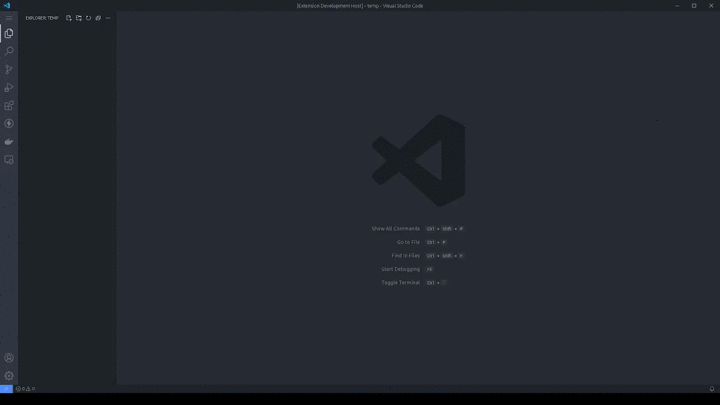 [Extension Development Host] - temp - Visual Studio Code
EXPLORER: TEMP
Show All Commands Ctrl + Shift + P
Go to File Ctrl + P
Find in Files Ctrl + Shift + F
Start Debugging F5
Toggle Terminal Ctrl +
0 0